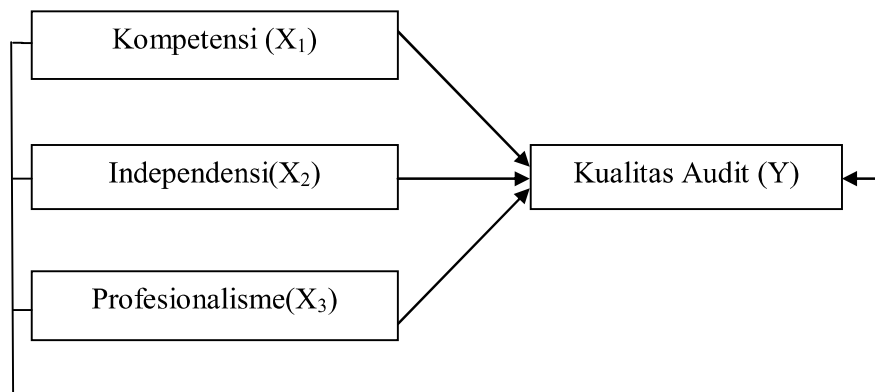 Kompetensi (X₁)
Independensi(X₂)
Kualitas Audit (Y)
Profesionalisme(X₃)